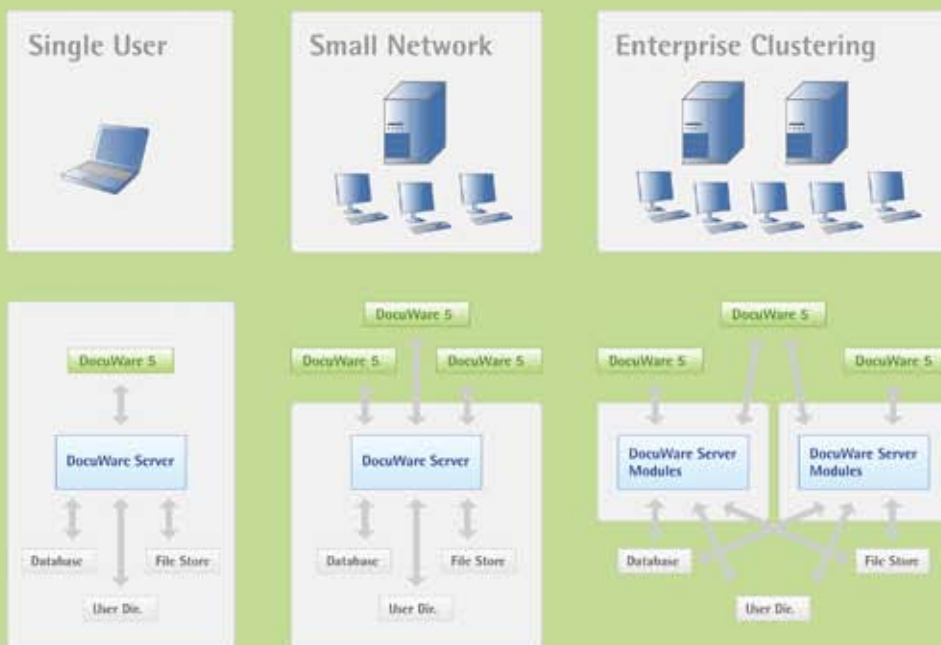 Single User
Small Network
Enterprise Clustering
DocuWare 5
DocuWare Server
Database
File Store
User Dir.
DocuWare 5
DocuWare 5
DocuWare 5
DocuWare Server
Database
File Store
User Dir.
DocuWare 5
DocuWare 5
DocuWare 5
DocuWare Server
Modules
DocuWare Server
Modules
Database
File Store
User Dir.